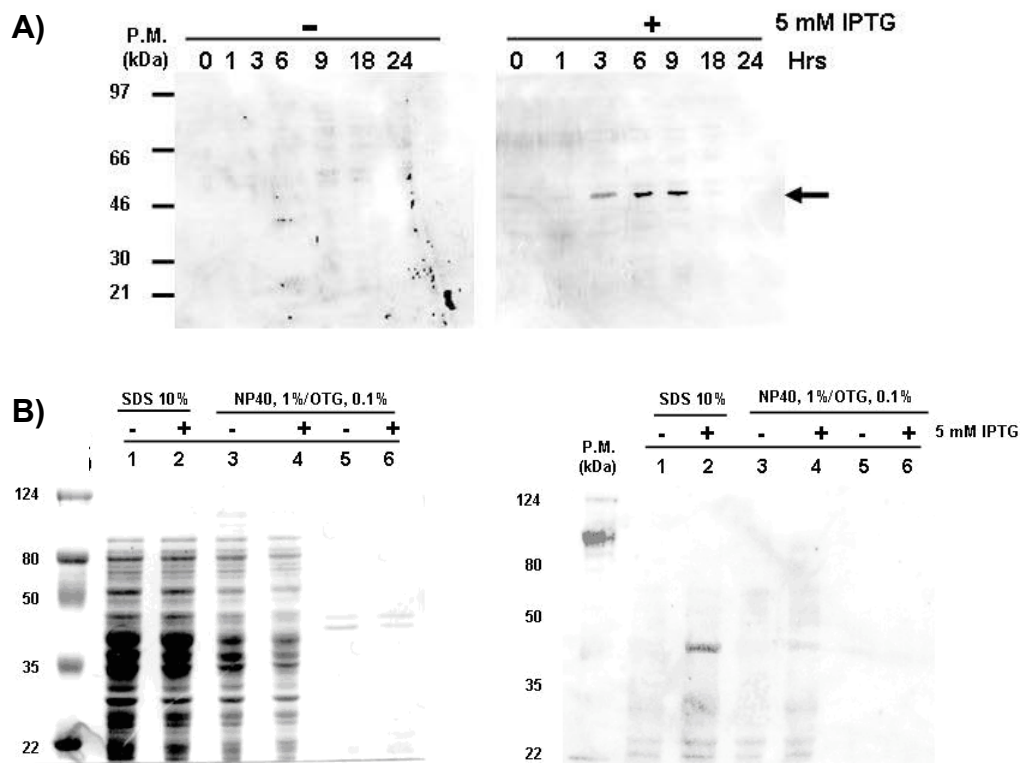 A)
P.M.
(kDa)
– + 5 mM IPTG
0 1 3 6 9 18 24 0 1 3 6 9 18 24 Hrs
97
66
46
30
21
B)
SDS 10% NP40, 1%/OTG, 0.1%
- + - + - +
1 2 3 4 5 6
124
80
50
35
22
SDS 10% NP40, 1%/OTG, 0.1%
- + - + - + 5 mM IPTG
P.M.
(kDa)
1 2 3 4 5 6
124
80
50
35
22